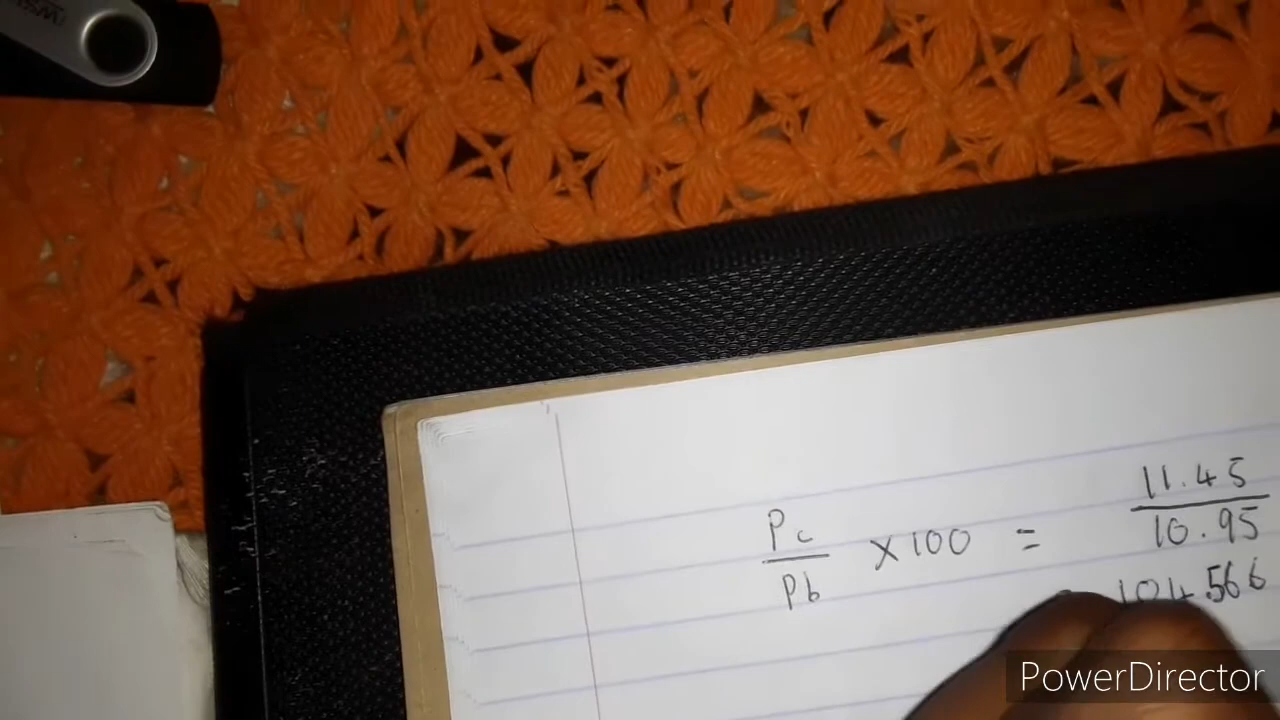 Pc/Pb × 100 = 11.45/10.95
104.566
PowerDirector